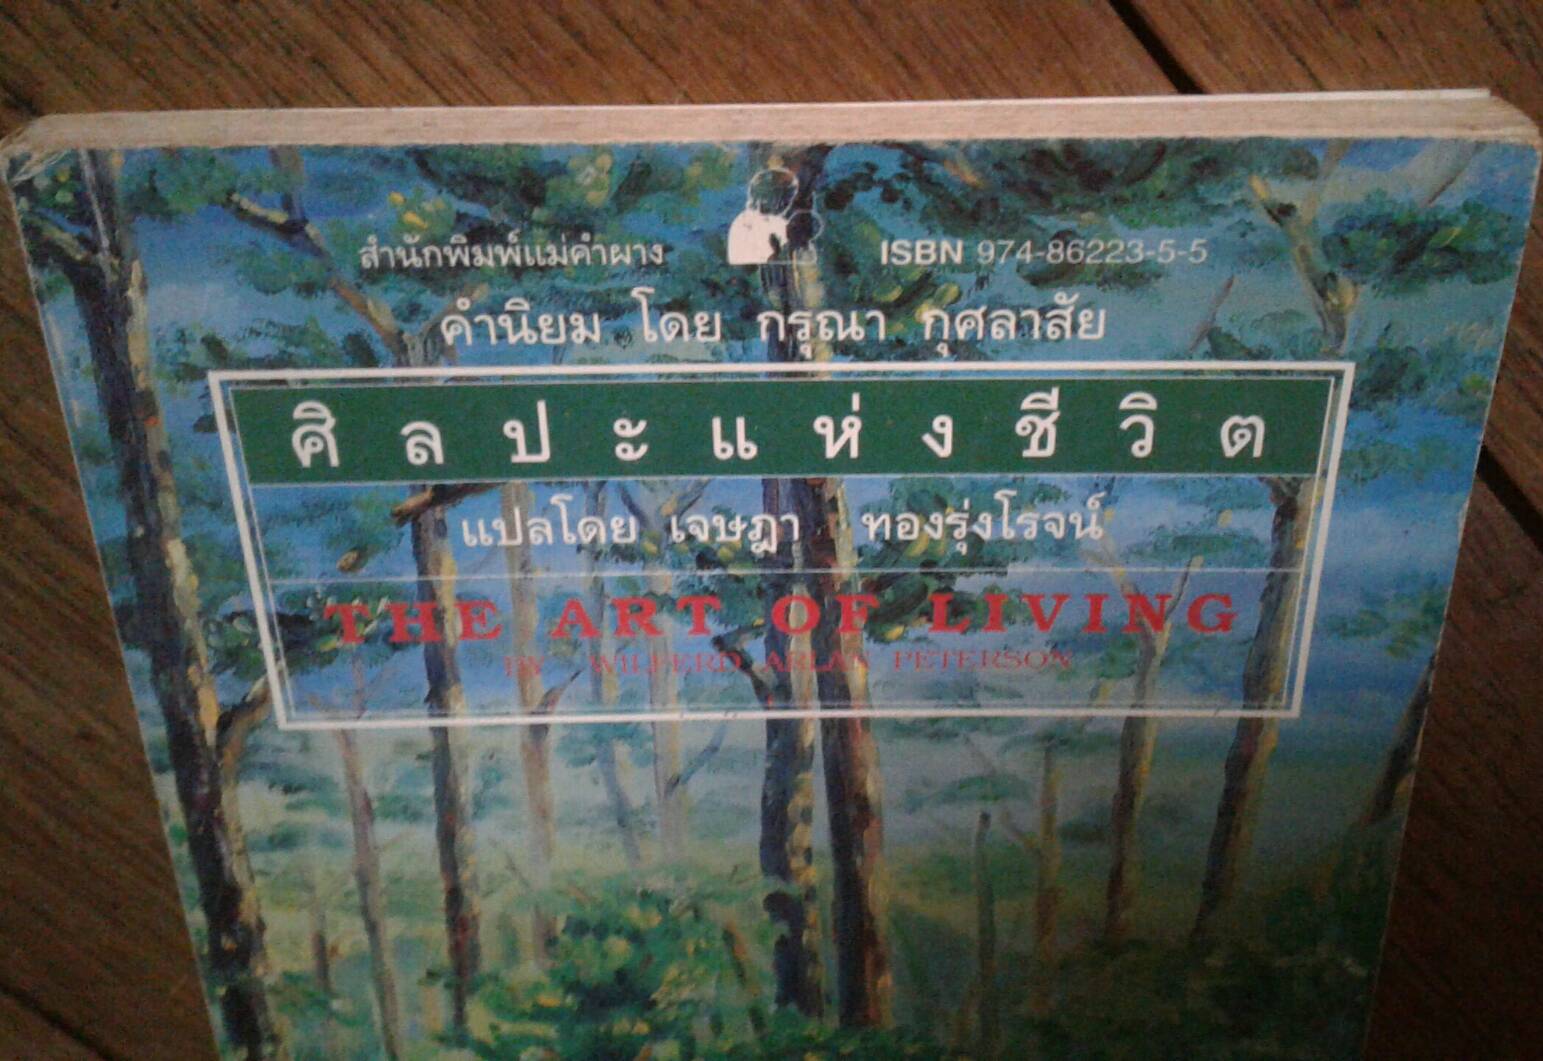 สำนักพิมพ์แม่คำผาง ISBN 974-86223-5-5
คำนิยม โดย กรุณา กุศลาสัย
ศิลปะแห่งชีวิต
แปลโดย เจษฎา ทองรุ่งโรจน์
THE ART OF LIVING
BY WILFERD ARLAN PETERSON